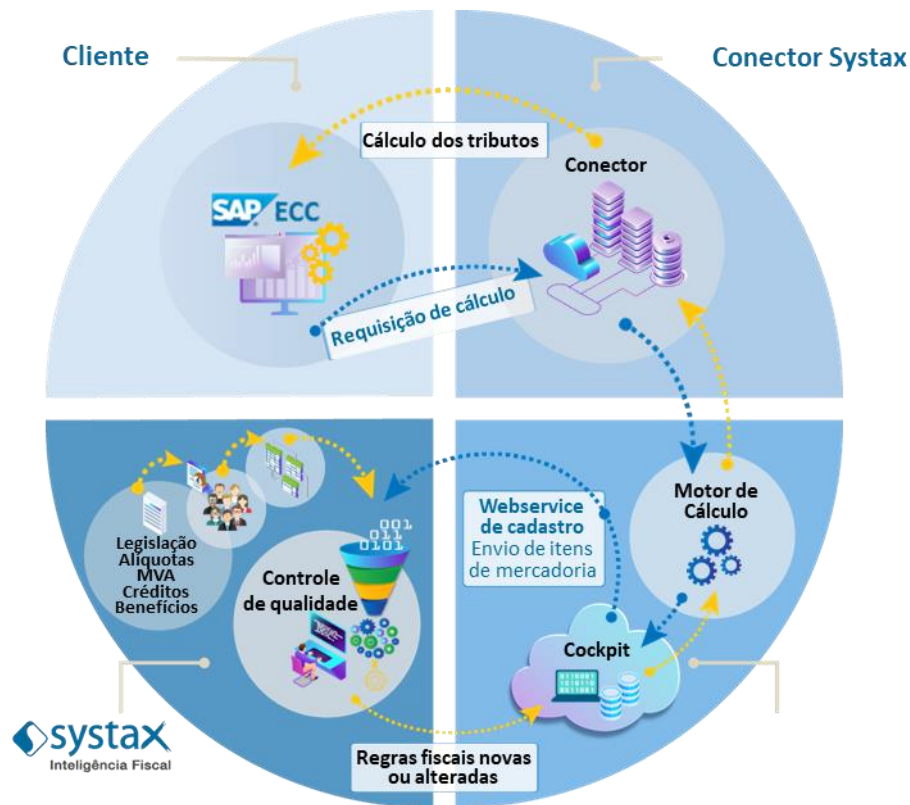 Cliente
Conector Systax
Cálculo dos tributos
Conector
SAP ECC
Requisição de cálculo
Motor de
Cálculo
Webservice
de cadastro
Envio de itens
de mercadoria
001
011
0101
Legislação
Alíquotas
MVA
Créditos
Benefícios
Controle
de qualidade
Cockpit
systax
Inteligência Fiscal
Regras fiscais novas
ou alteradas